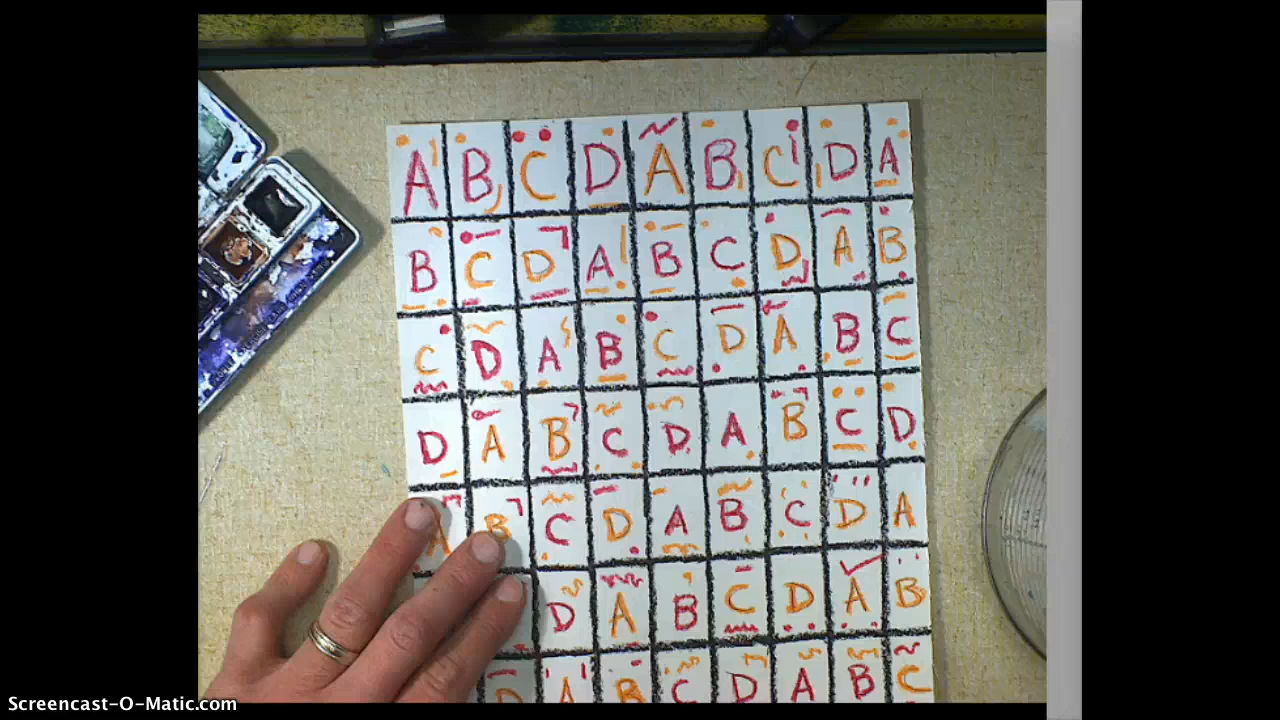 A B C D A B C D A
B C D A B C D A B
C D A B C D A B C
D A B C D A B C D
A B C D A B C D A
D A B C D A B
D A B C D A B C
Screencast-O-Matic.com